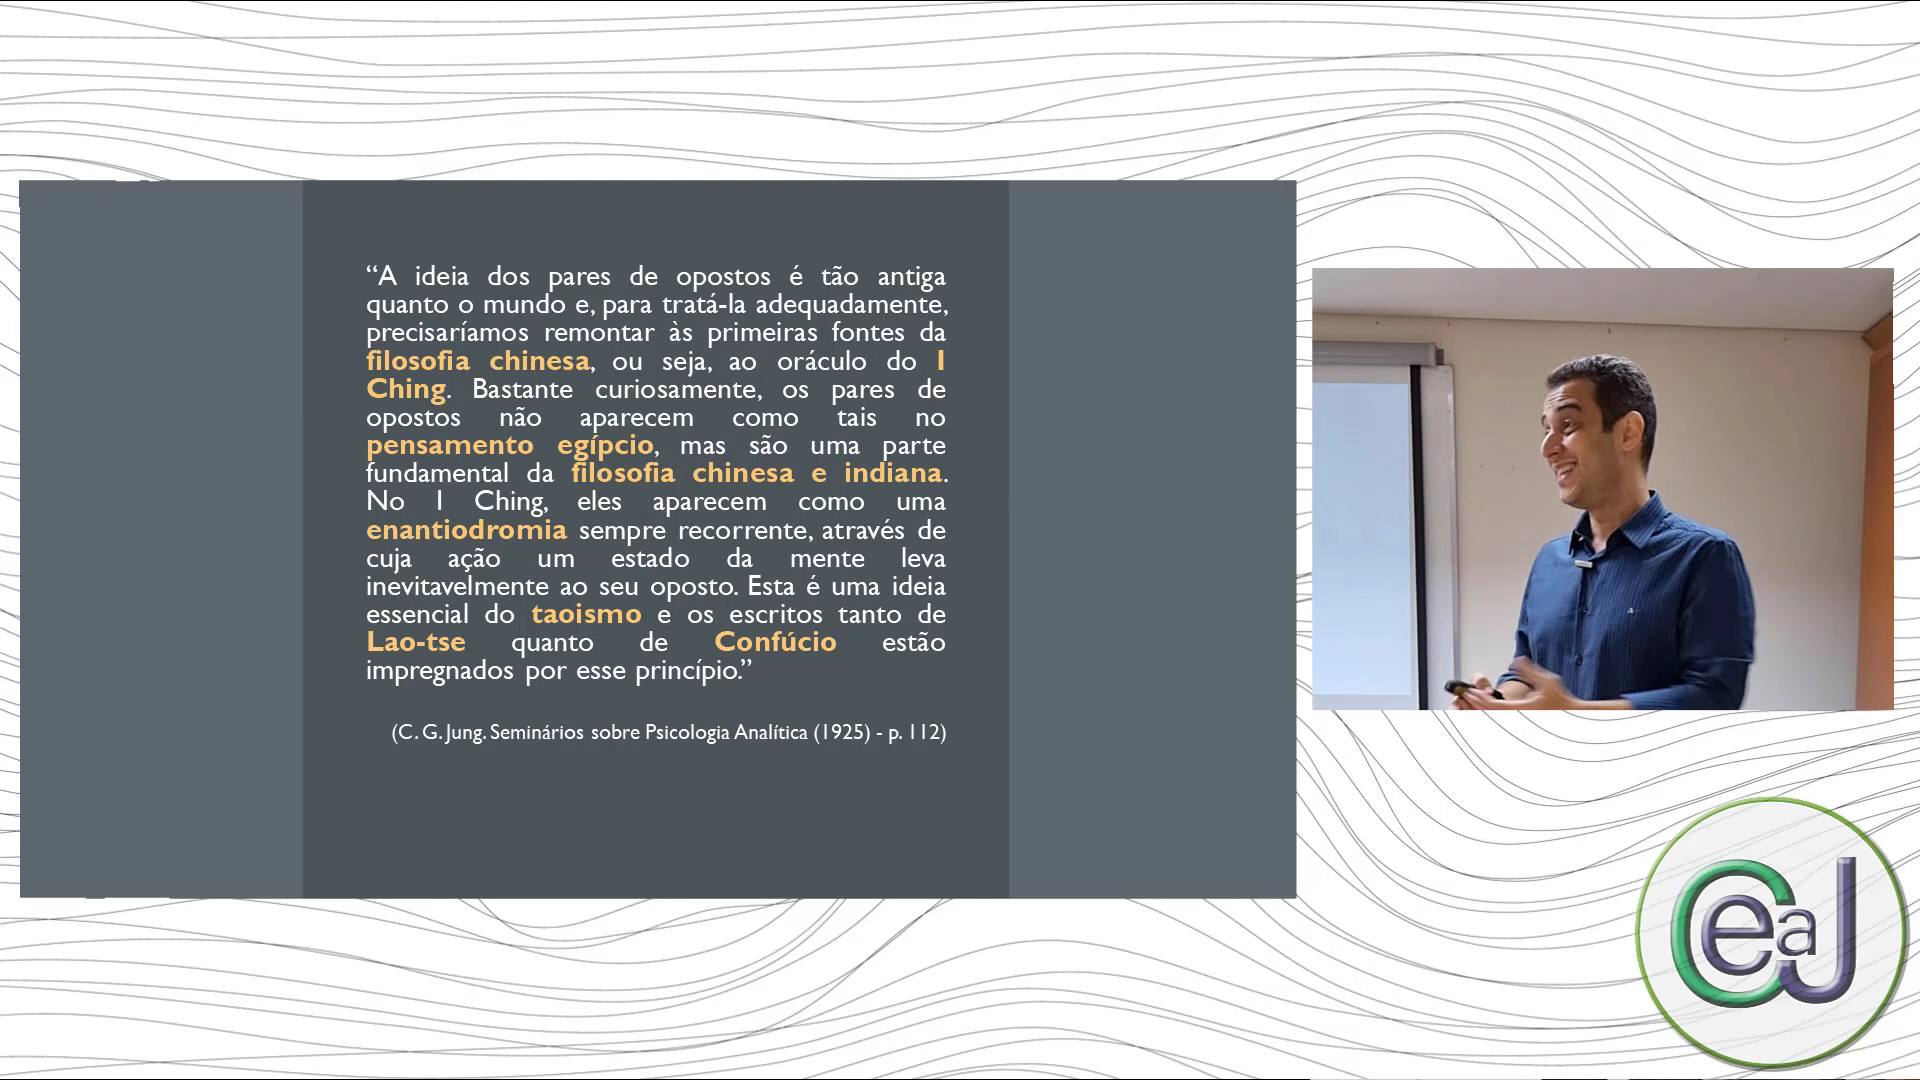 “A ideia dos pares de opostos é tão antiga
quanto o mundo e, para tratá-la adequadamente,
precisaríamos remontar às primeiras fontes da
filosofia chinesa, ou seja, ao oráculo do I
Ching. Bastante curiosamente, os pares de
opostos não aparecem como tais no
pensamento egípcio, mas são uma parte
fundamental da filosofia chinesa e indiana.
No I Ching, eles aparecem como uma
enantiodromia sempre recorrente, através de
cuja ação um estado da mente leva
inevitavelmente ao seu oposto. Esta é uma ideia
essencial do taoismo e os escritos tanto de
Lao-tse quanto de Confúcio estão
impregnados por esse princípio.”
(C. G. Jung. Seminários sobre Psicologia Analítica (1925) - p. 112)
CeaJ